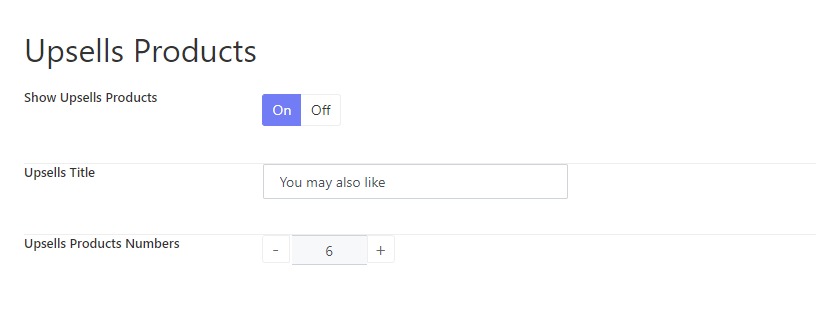 Upsells Products
Show Upsells Products
On Off
Upsells Title
You may also like
Upsells Products Numbers
- 6 +